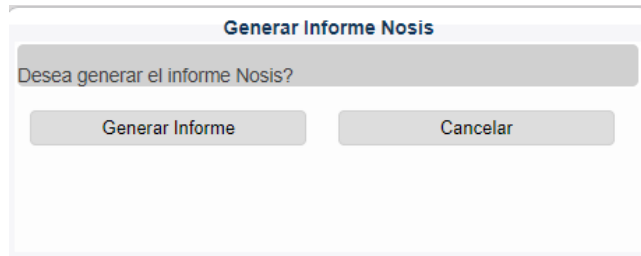 Generar Informe Nosis
Desea generar el informe Nosis?
Generar Informe
Cancelar